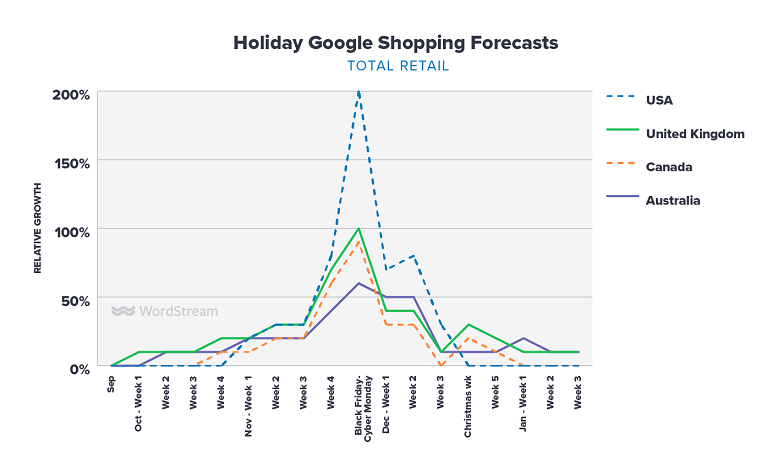 Holiday Google Shopping Forecasts
TOTAL RETAIL
200%
150%
100%
50%
0%
RELATIVE GROWTH
WordStream
USA
United Kingdom
Canada
Australia
Sep
Oct - Week 1
Week 2
Week 3
Week 4
Nov - Week 1
Week 2
Week 3
Week 4
Black Friday-
Cyber Monday
Dec - Week 1
Week 2
Week 3
Christmas wk
Week 5
Jan - Week 1
Week 2
Week 3